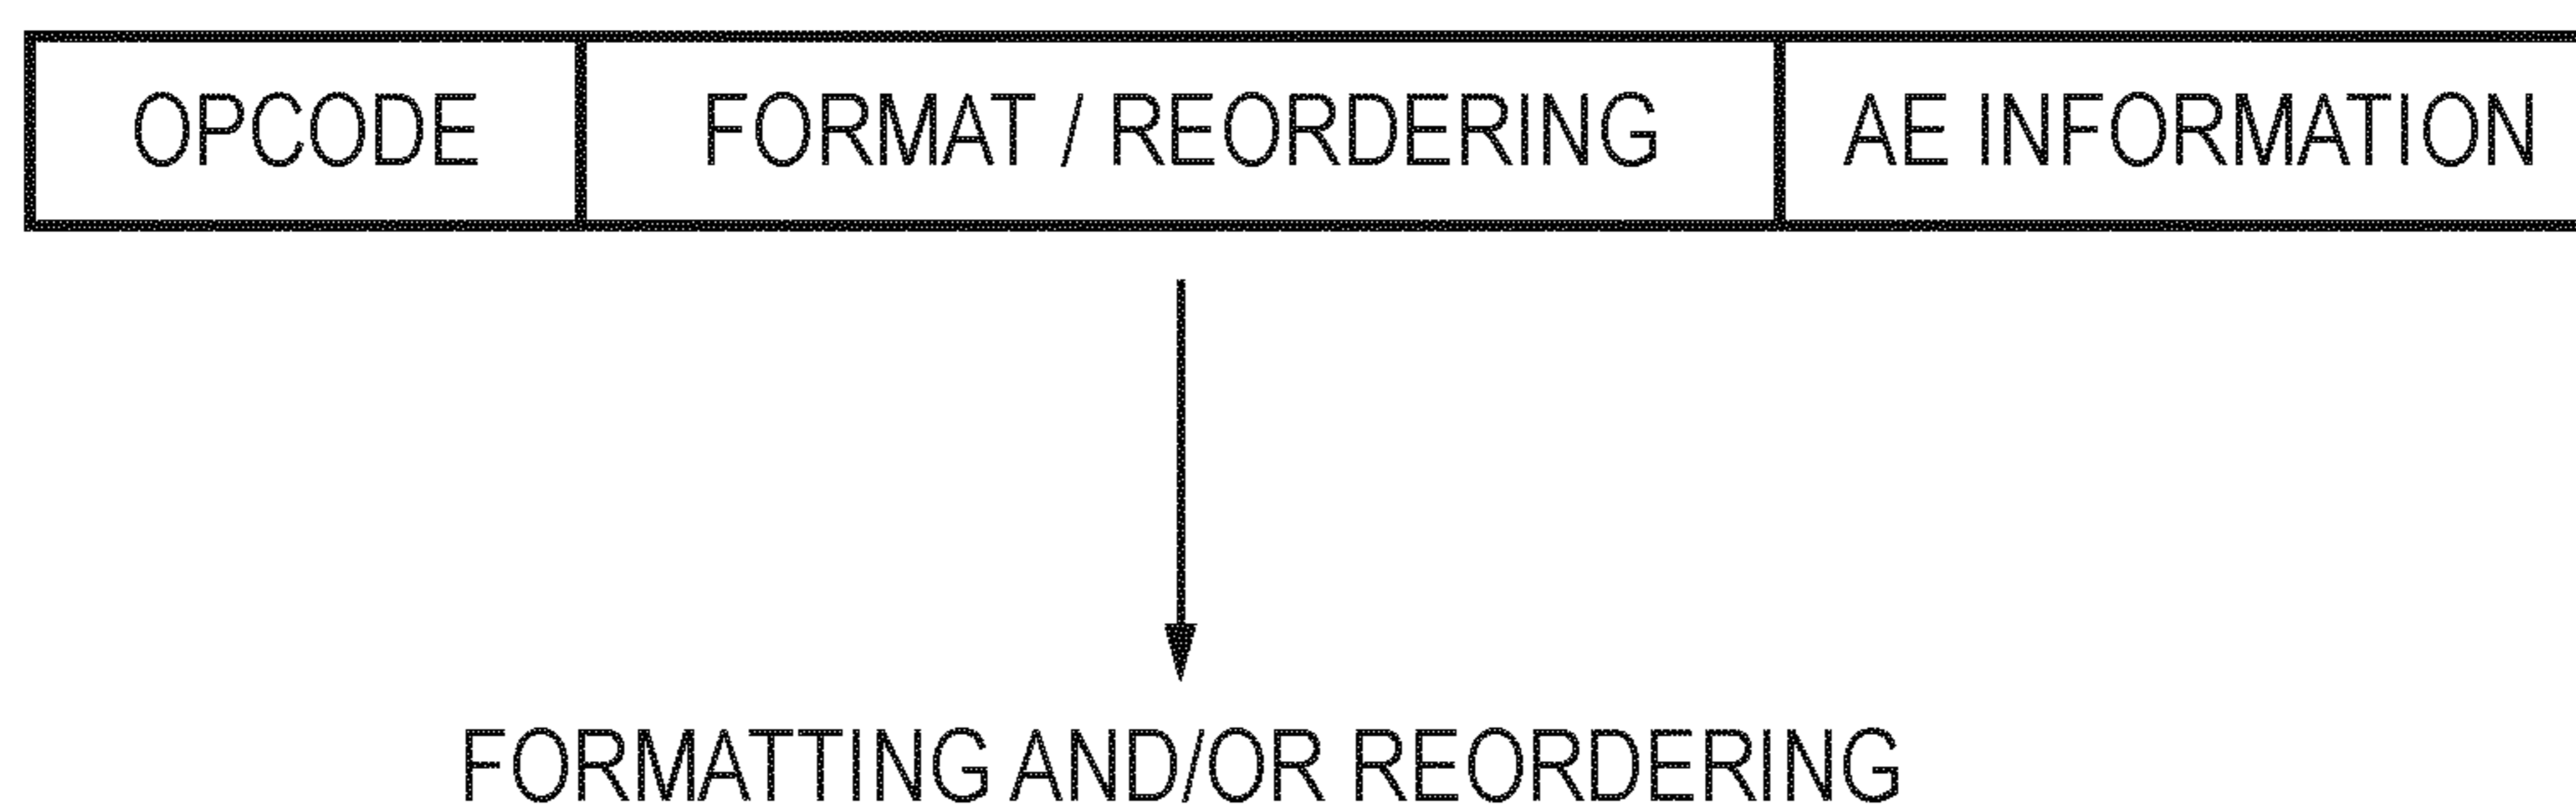 OPCODE FORMAT / REORDERING AE INFORMATION
FORMATTING AND/OR REORDERING